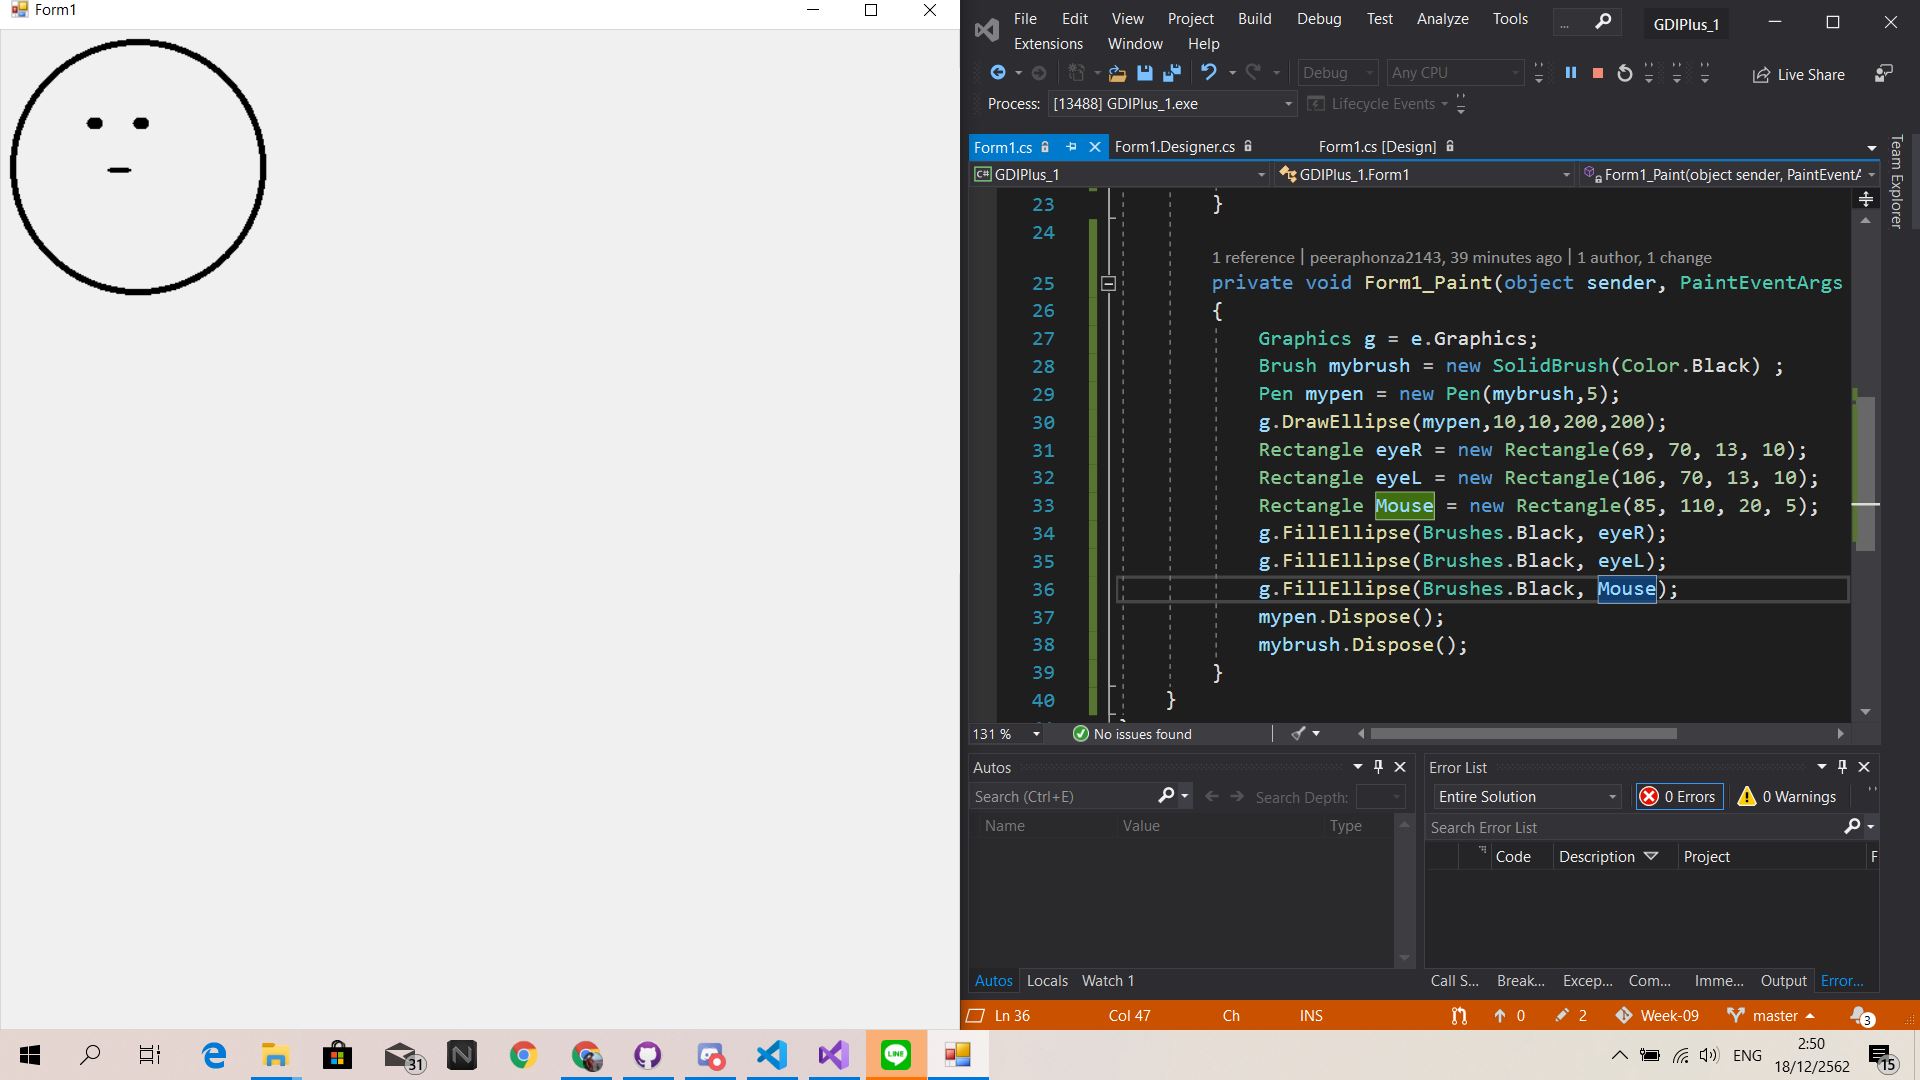 Form1
File Edit View Project Build Debug Test Analyze Tools ... GDIPlus_1
Extensions Window Help
Debug Any CPU Live Share
Process: [13488] GDIPlus_1.exe Lifecycle Events
Form1.cs Form1.Designer.cs Form1.cs [Design]
C# GDIPlus_1 GDIPlus_1.Form1 Form1_Paint(object sender, PaintEventA
Team Explorer
23 }
24
1 reference | peeraphonza2143, 39 minutes ago | 1 author, 1 change
25 private void Form1_Paint(object sender, PaintEventArgs
26 {
27 Graphics g = e.Graphics;
28 Brush mybrush = new SolidBrush(Color.Black) ;
29 Pen mypen = new Pen(mybrush,5);
30 g.DrawEllipse(mypen,10,10,200,200);
31 Rectangle eyeR = new Rectangle(69, 70, 13, 10);
32 Rectangle eyeL = new Rectangle(106, 70, 13, 10);
33 Rectangle Mouse = new Rectangle(85, 110, 20, 5);
34 g.FillEllipse(Brushes.Black, eyeR);
35 g.FillEllipse(Brushes.Black, eyeL);
36 g.FillEllipse(Brushes.Black, Mouse);
37 mypen.Dispose();
38 mybrush.Dispose();
39 }
40 }
131 % No issues found
Autos
Search (Ctrl+E) Search Depth:
Name Value Type
Autos Locals Watch 1
Error List
Entire Solution 0 Errors 0 Warnings
Search Error List
Code Description Project F
Call S... Break... Excep... Com... Imme... Output Error...
Ln 36 Col 47 Ch INS 0 2 Week-09 master 3
31 N LINE ENG 2:50
18/12/2562 15